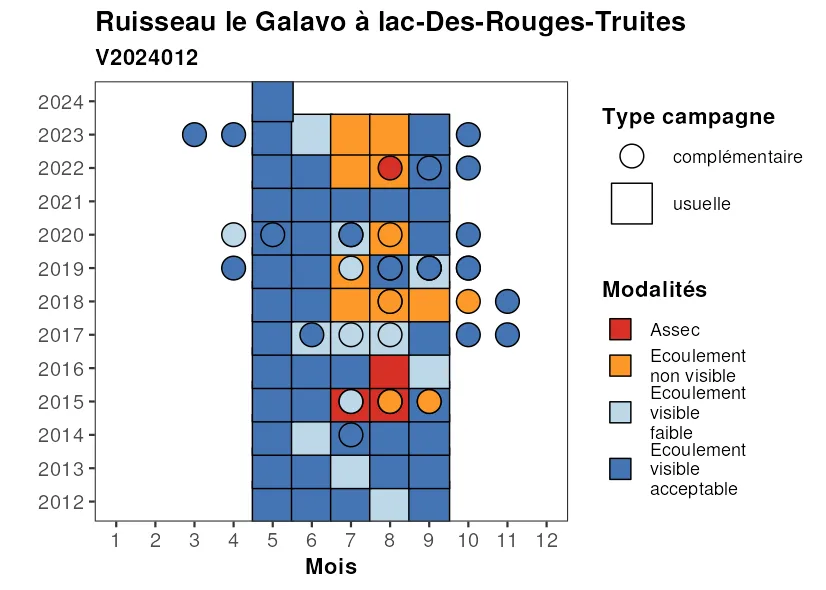 Ruisseau le Galavo à lac-Des-Rouges-Truites
V2024012
2024
2023
2022
2021
2020
2019
2018
2017
2016
2015
2014
2013
2012
1 2 3 4 5 6 7 8 9 10 11 12
Mois
Type campagne
complémentaire
usuelle
Modalités
Assec
Ecoulement
non visible
Ecoulement
visible
faible
Ecoulement
visible
acceptable